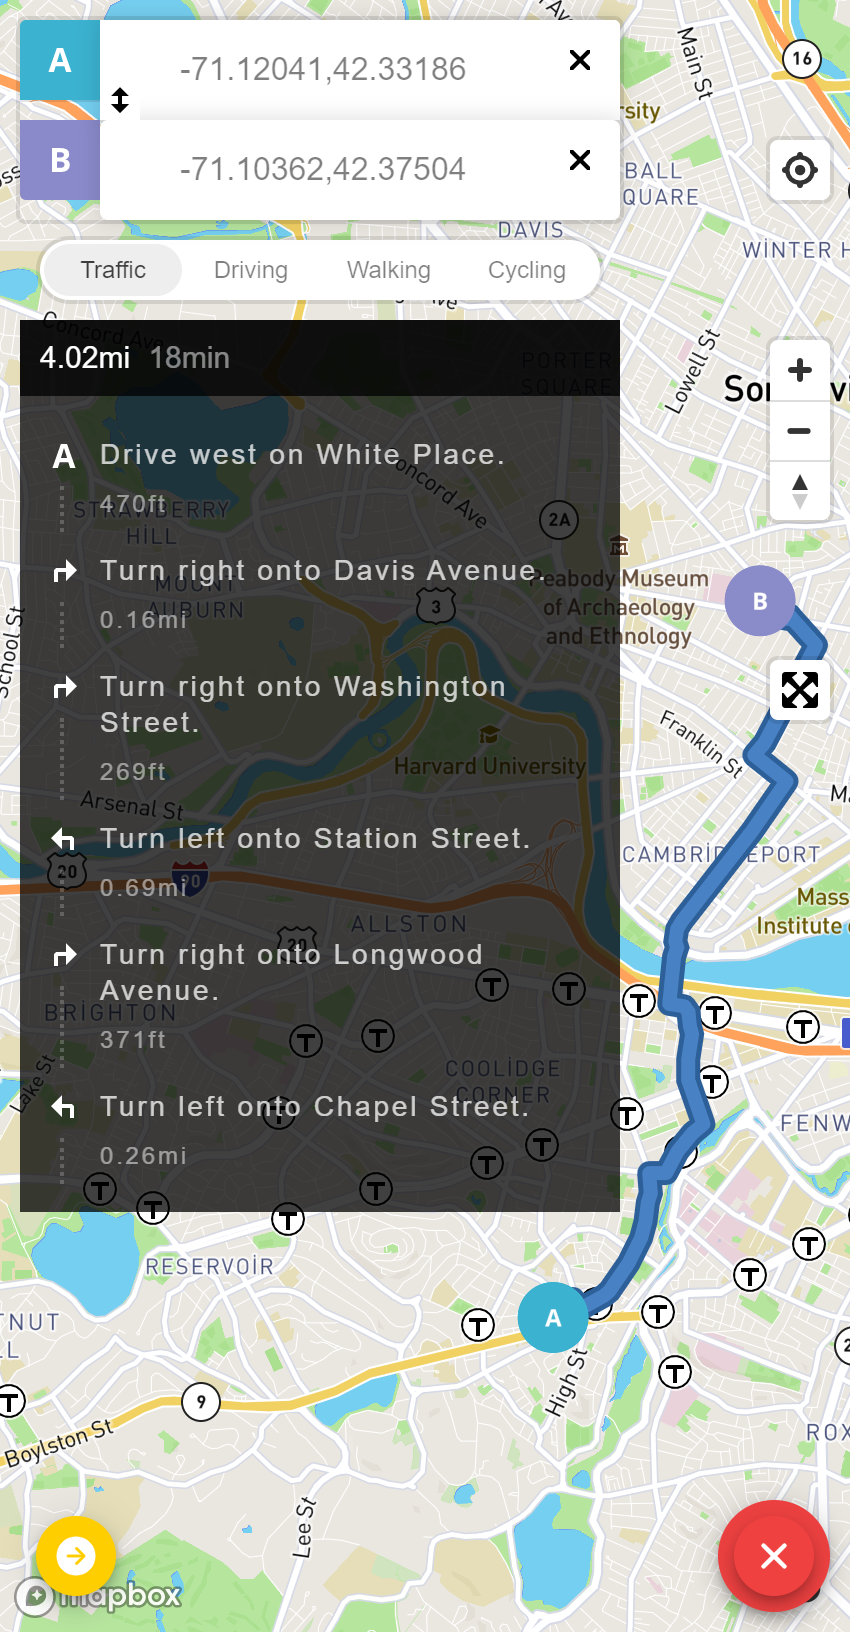 A
-71.12041,42.33186
B
-71.10362,42.37504
Main St
16
BALL
QUARE
DAVIS
WINTER H
Traffic
Driving
Walking
Cycling
Concord Ave
4.02mi 18min
PORTER
SQUARE
Lowell St
A
Drive west on White Place.
470ft
Concord Ave
STRAWBERRY
HILL
2A
Turn right onto Davis Avenue.
0.16mi
MOUNT
AUBURN
3
Peabody Museum
of Archaeology
and Ethnology
B
School St
Turn right onto Washington
Street.
269ft
Franklin St
Harvard University
Arsenal St
Turn left onto Station Street.
0.69mi
20
90
CAMBRIDGEPORT
Mass
Institute
ALLSTON
20
Turn right onto Longwood
Avenue.
371ft
BRIGHTON
T
T
T
T
T
T
T
Lake St
COOLIDGE
CORNER
T
Turn left onto Chapel Street.
0.26mi
T
T
T
T
FENW
T
T
T
T
T
RESERVOIR
T
T
TNUT
L
T
A
T
T
T
9
High St
Boylston St
ROX
Lee St
mapbox